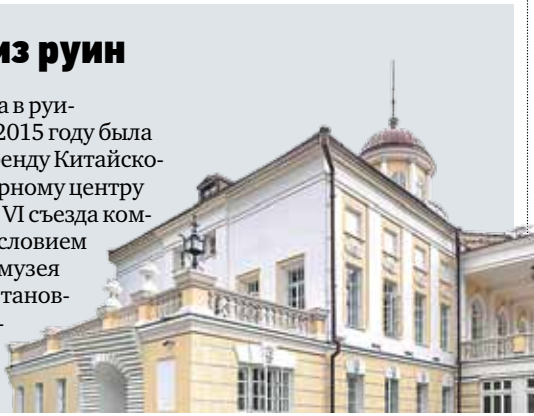 из руин
а в руи-
2015 году была
енду Китайско-
рному центру
VI съезда ком-
словием
музея
танов-
-